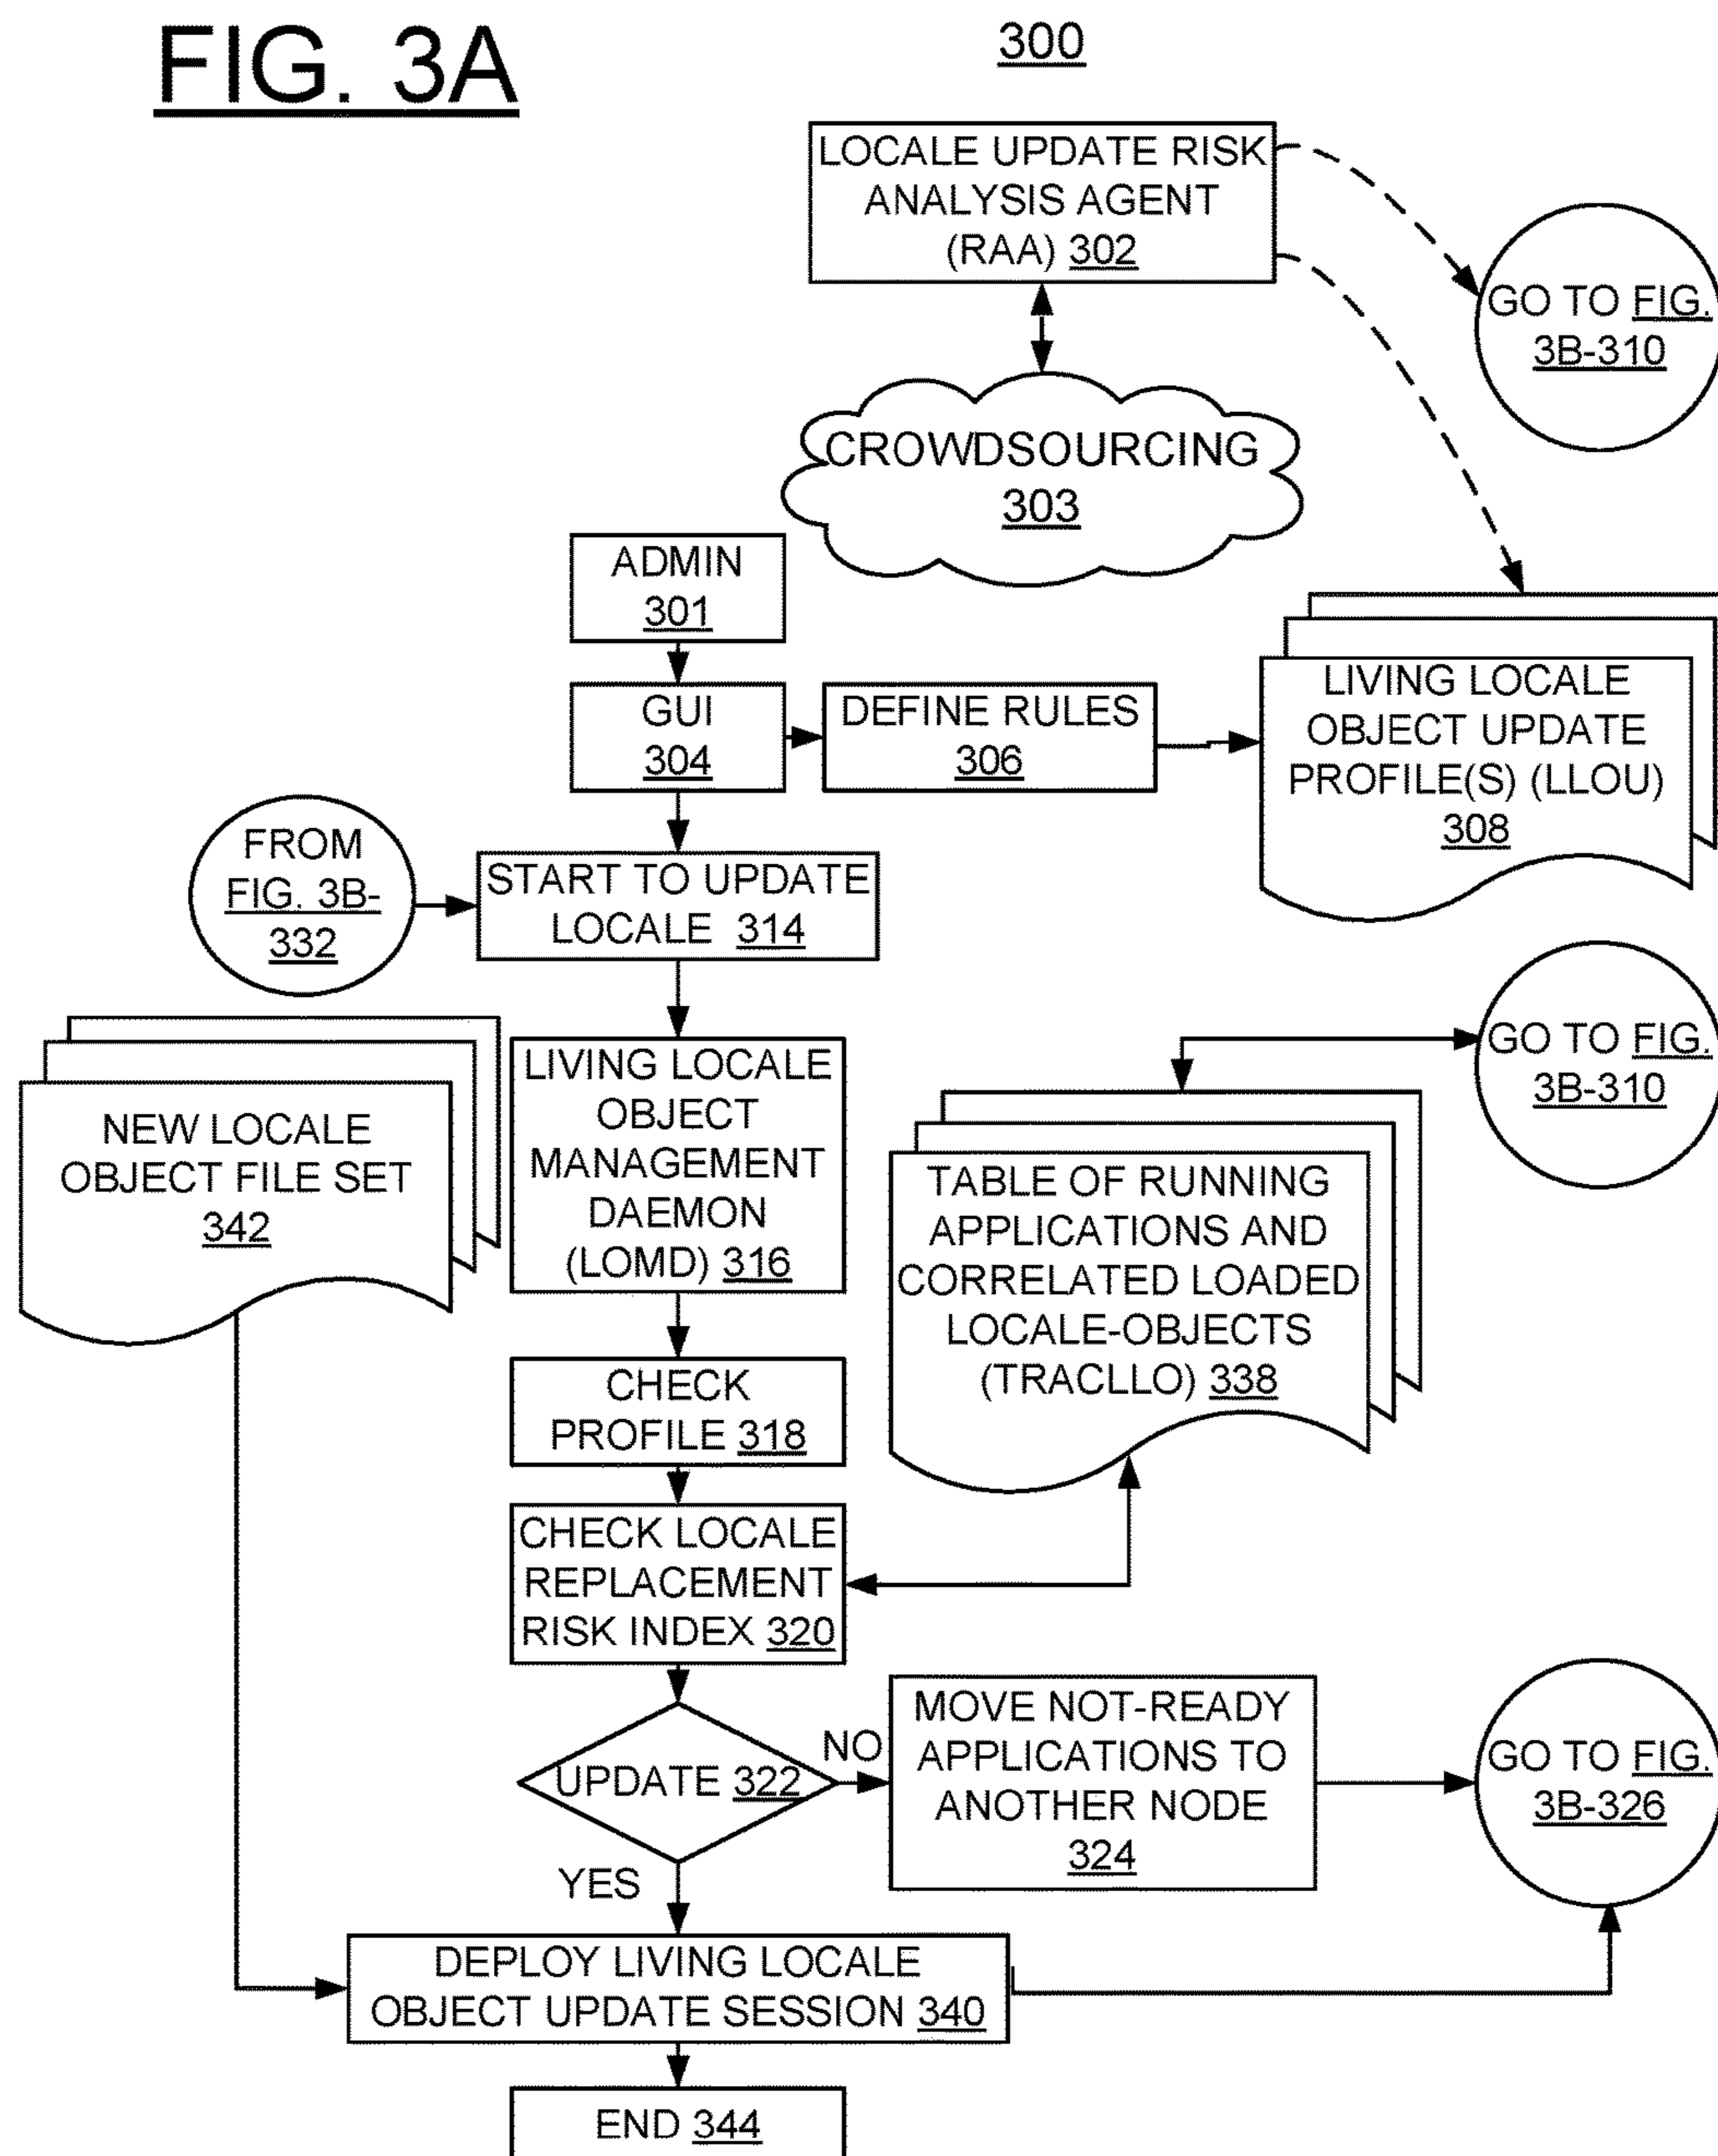 FIG. 3A
300
LOCALE UPDATE RISK
ANALYSIS AGENT
(RAA) 302
GO TO FIG.
3B-310
CROWDSOURCING
303
ADMIN
301
GUI
304
DEFINE RULES
306
LIVING LOCALE
OBJECT UPDATE
PROFILE(S) (LLOU)
308
FROM
FIG. 3B-
332
START TO UPDATE
LOCALE 314
NEW LOCALE
OBJECT FILE SET
342
LIVING LOCALE
OBJECT
MANAGEMENT
DAEMON
(LOMD) 316
GO TO FIG.
3B-310
TABLE OF RUNNING
APPLICATIONS AND
CORRELATED LOADED
LOCALE-OBJECTS
(TRACLLO) 338
CHECK
PROFILE 318
CHECK LOCALE
REPLACEMENT
RISK INDEX 320
UPDATE 322
NO
YES
MOVE NOT-READY
APPLICATIONS TO
ANOTHER NODE
324
GO TO FIG.
3B-326
DEPLOY LIVING LOCALE
OBJECT UPDATE SESSION 340
END 344